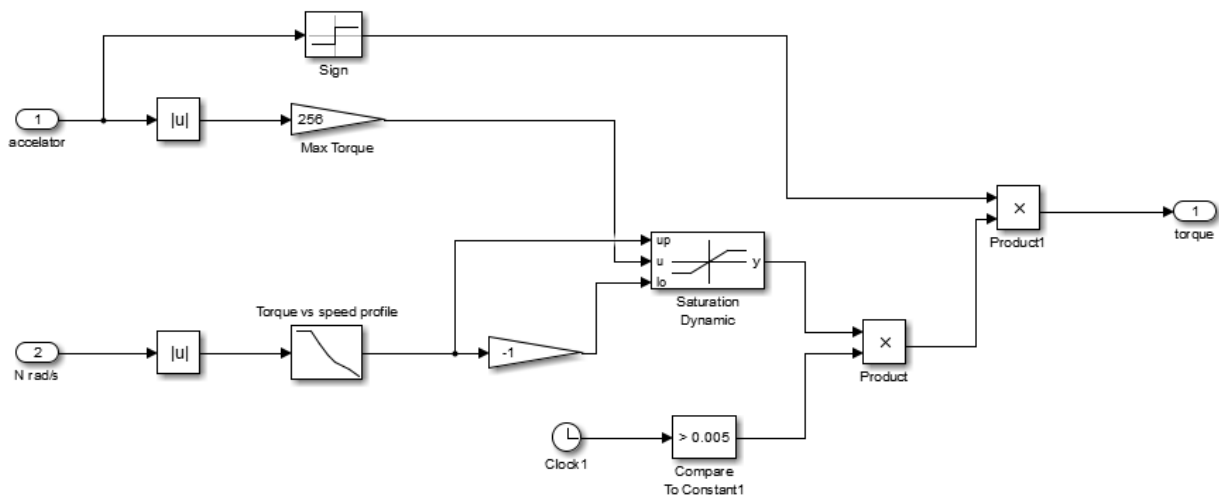 Sign
1
accelator
|u|
256
Max Torque
×
Product1
1
torque
up
u
lo
y
Saturation
Dynamic
Torque vs speed profile
2
N rad/s
|u|
-1
×
Product
Clock1
> 0.005
Compare
To Constant1